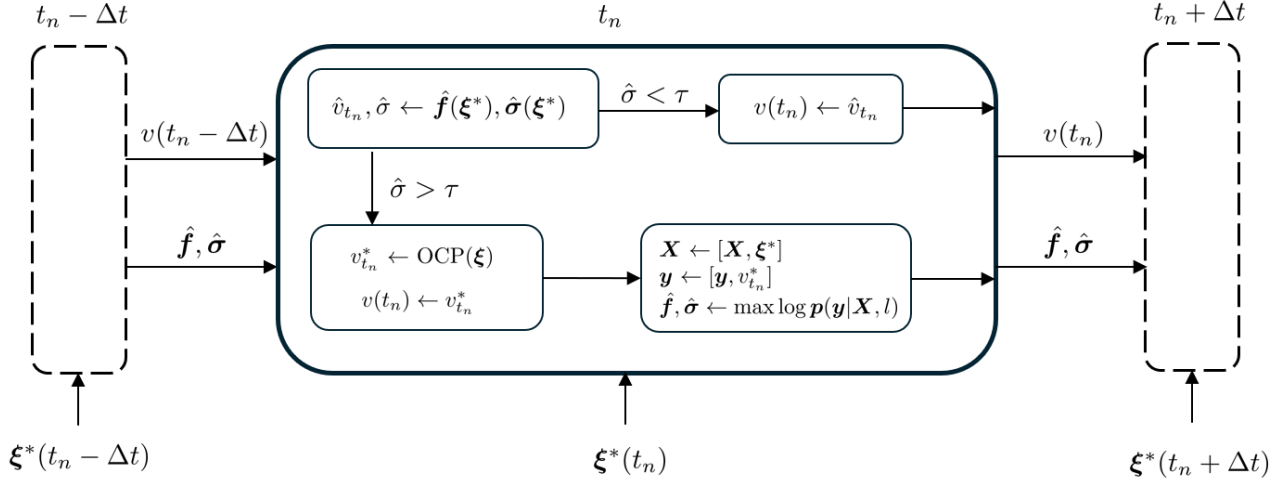 t_n − Δt
t_n
t_n + Δt
v̂_{t_n}, σ̂ ← f̂(ξ*), σ̂(ξ*)
σ̂ < τ
v(t_n) ← v̂_{t_n}
v(t_n − Δt)
v(t_n)
σ̂ > τ
f̂, σ̂
f̂, σ̂
v*_{t_n} ← OCP(ξ)
v(t_n) ← v*_{t_n}
X ← [X, ξ*]
y ← [y, v*_{t_n}]
f̂, σ̂ ← max log p(y|X, l)
ξ*(t_n − Δt)
ξ*(t_n)
ξ*(t_n + Δt)